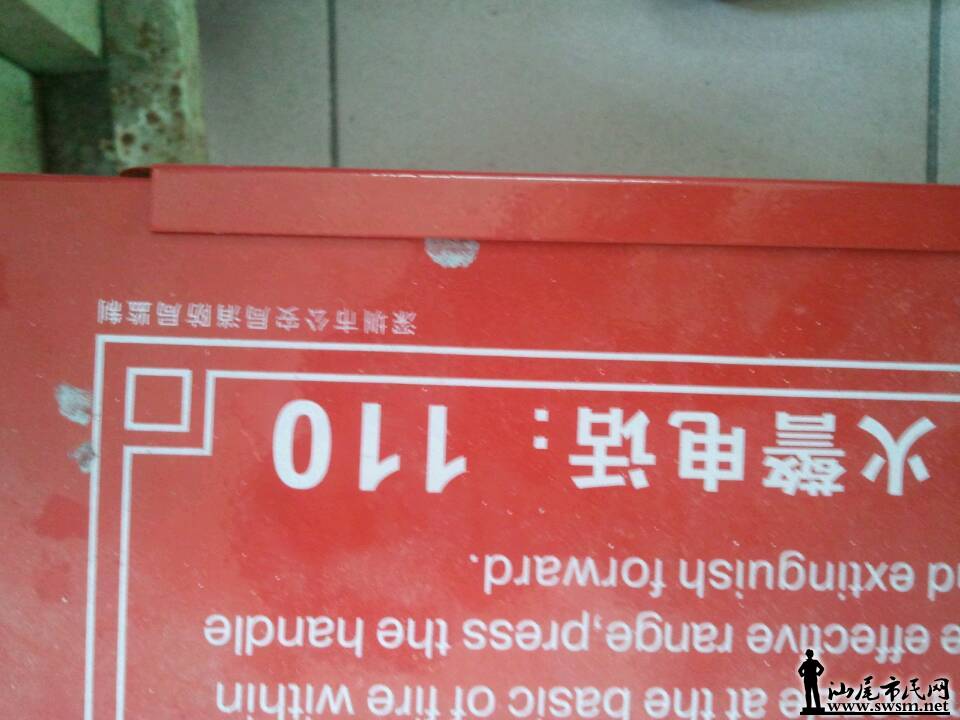 e at the basic of fire within
e effective range,press the handle
nd extinguish forward.
火警电话：110
深圳市公安局消防局监制
汕尾市民网
www.swsm.net